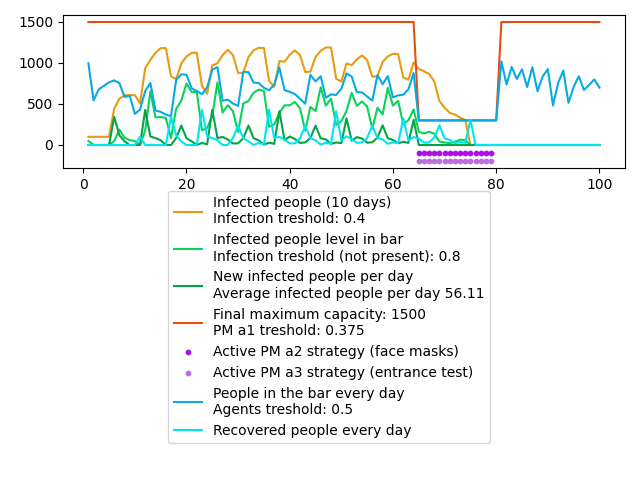 1500
1000
500
0
0 20 40 60 80 100
Infected people (10 days)
Infection treshold: 0.4
Infected people level in bar
Infection treshold (not present): 0.8
New infected people per day
Average infected people per day 56.11
Final maximum capacity: 1500
PM a1 treshold: 0.375
Active PM a2 strategy (face masks)
Active PM a3 strategy (entrance test)
People in the bar every day
Agents treshold: 0.5
Recovered people every day